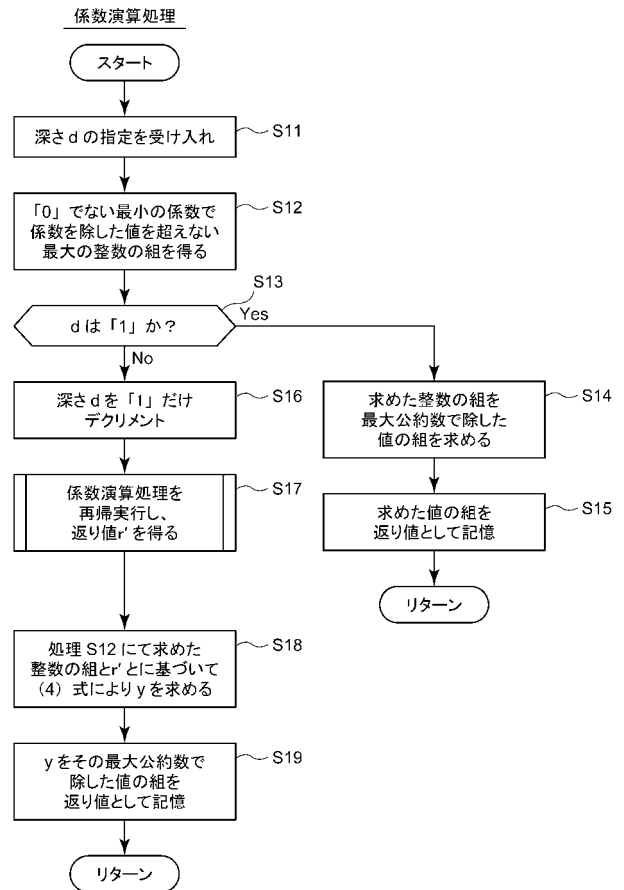 係数演算処理
スタート
深さdの指定を受け入れ
S11
「0」でない最小の係数で
係数を除した値を超えない
最大の整数の組を得る
S12
S13
dは「1」か？
Yes
No
深さdを「1」だけ
デクリメント
S16
求めた整数の組を
最大公約数で除した
値の組を求める
S14
係数演算処理を
再帰実行し、
返り値r'を得る
S17
求めた値の組を
返り値として記憶
S15
リターン
処理S12にて求めた
整数の組とr'とに基づいて
（4）式によりyを求める
S18
yをその最大公約数で
除した値の組を
返り値として記憶
S19
リターン